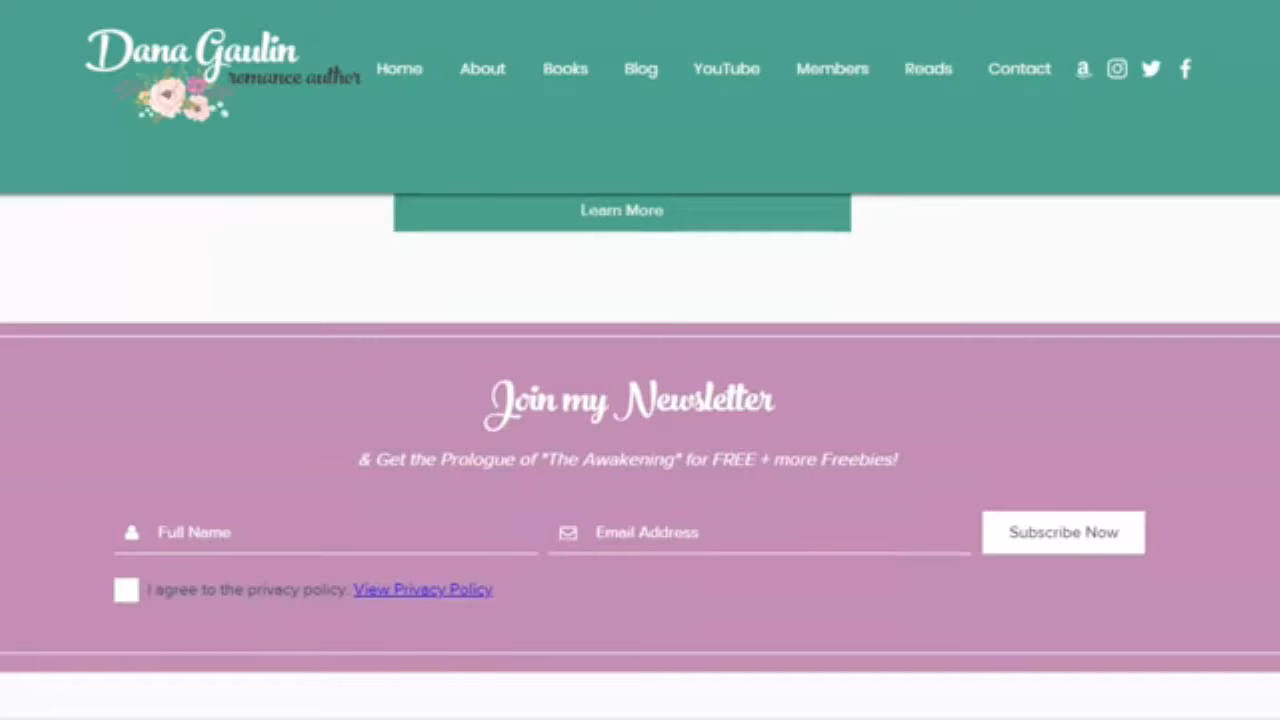 Dana Gaulin
romance author
Home About Books Blog YouTube Members Reads Contact
Learn More
Join my Newsletter
& Get the Prologue of "The Awakening" for FREE + more Freebies!
Full Name Email Address Subscribe Now
I agree to the privacy policy. View Privacy Policy